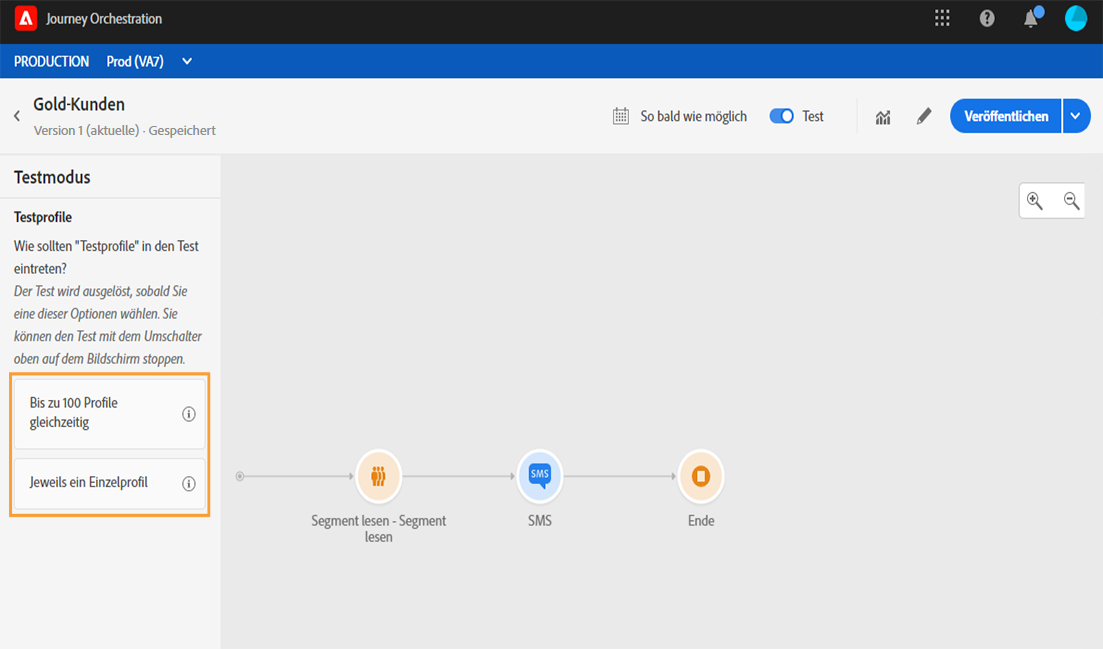 Journey Orchestration
PRODUCTION Prod (VA7)
Gold-Kunden
Version 1 (aktuelle) · Gespeichert
So bald wie möglich
Test
Veröffentlichen
Testmodus
Testprofile
Wie sollten "Testprofile" in den Test
eintreten?
Der Test wird ausgelöst, sobald Sie
eine dieser Optionen wählen. Sie
können den Test mit dem Umschalter
oben auf dem Bildschirm stoppen.
Bis zu 100 Profile
gleichzeitig
Jeweils ein Einzelprofil
SMS
Segment lesen - Segment
lesen
SMS
Ende